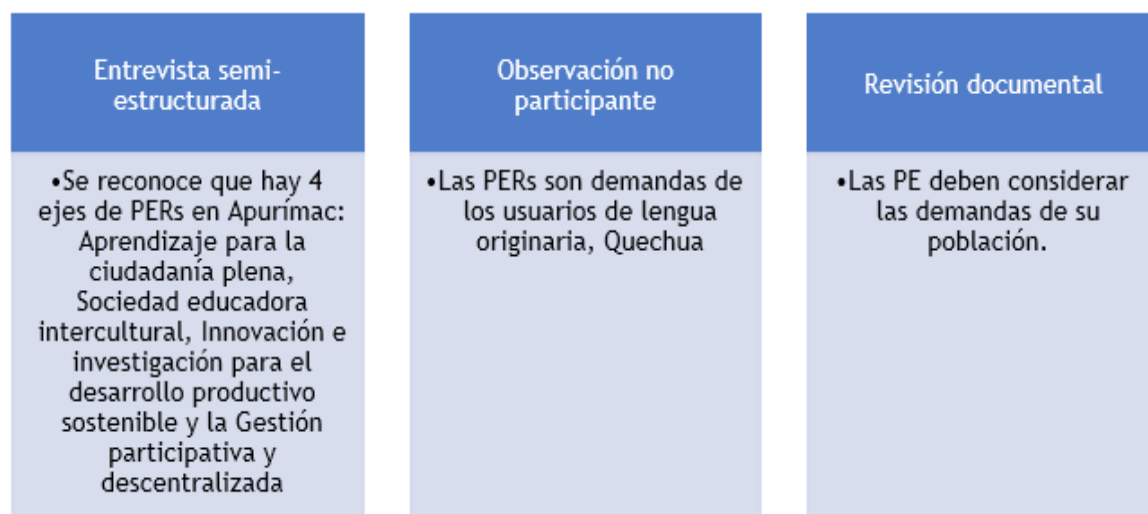 Entrevista semi-
estructurada
•Se reconoce que hay 4
ejes de PERs en Apurímac:
Aprendizaje para la
ciudadanía plena,
Sociedad educadora
intercultural, Innovación e
investigación para el
desarrollo productivo
sostenible y la Gestión
participativa y
descentralizada
Observación no
participante
•Las PERs son demandas de
los usuarios de lengua
originaria, Quechua
Revisión documental
•Las PE deben considerar
las demandas de su
población.